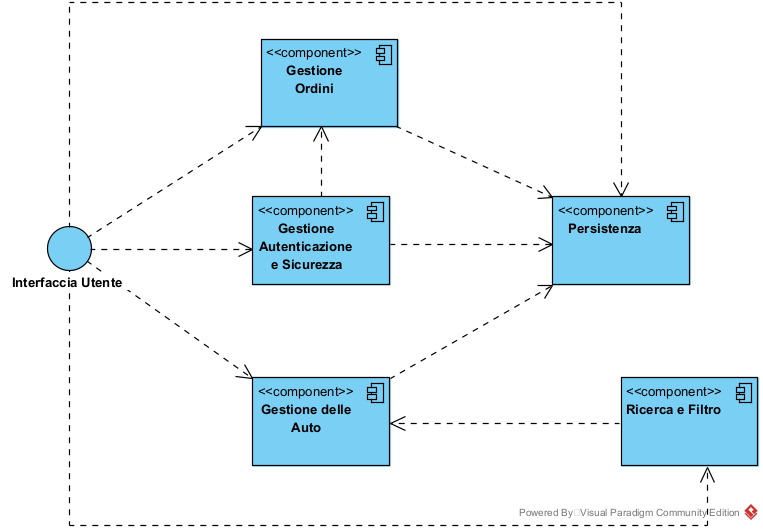 <<component>>
Gestione
Ordini
<<component>>
Gestione
Autenticazione
e Sicurezza
<<component>>
Persistenza
Interfaccia Utente
<<component>>
Gestione delle
Auto
<<component>>
Ricerca e Filtro
Powered By Visual Paradigm Community Edition